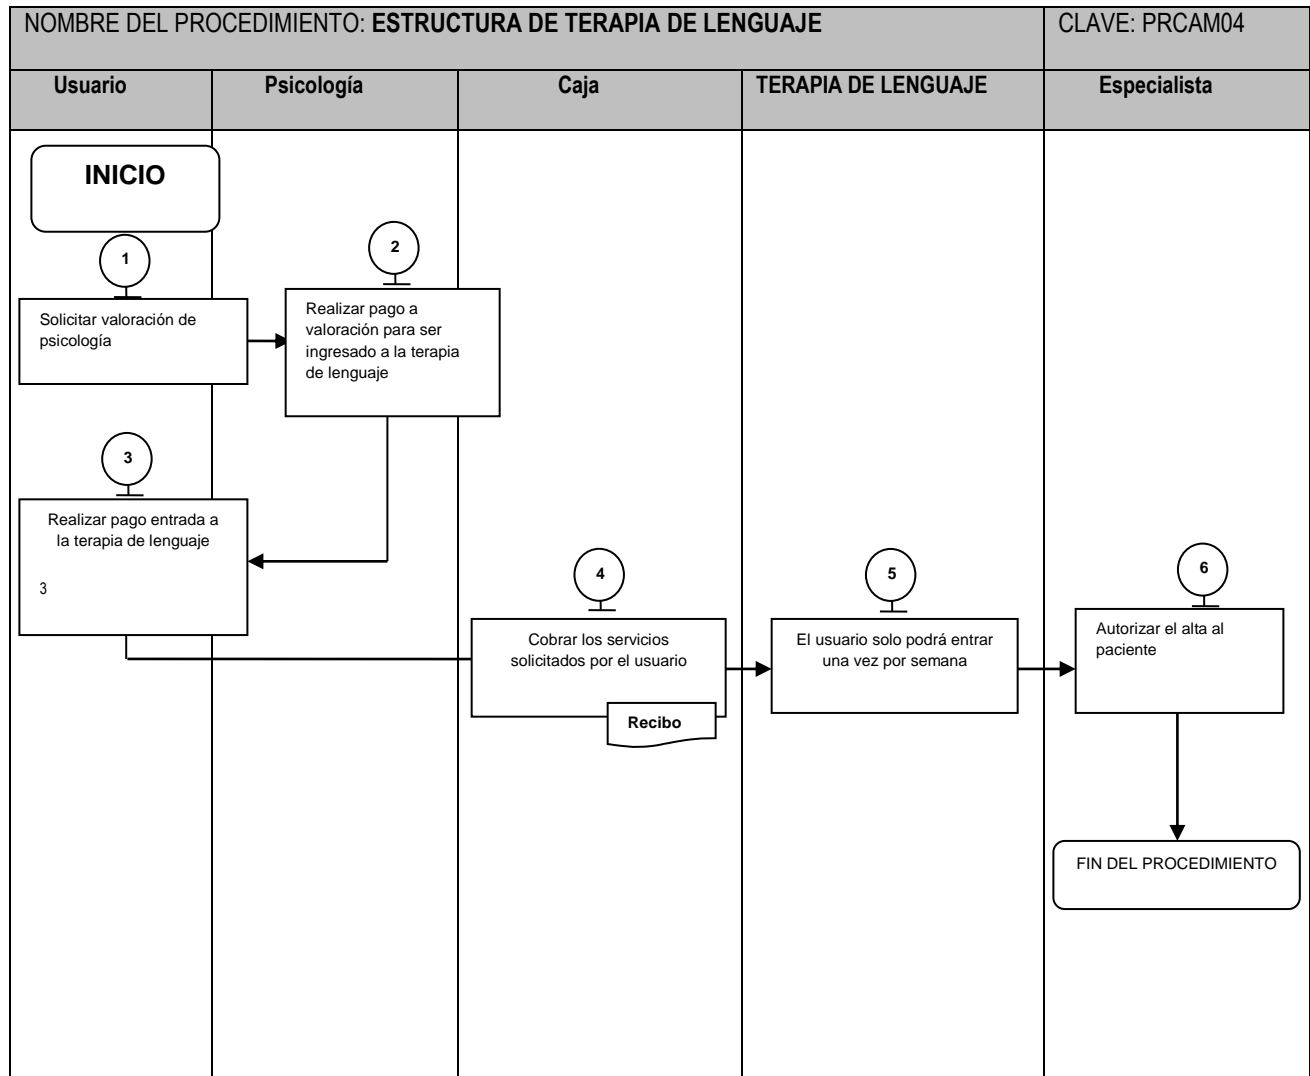 NOMBRE DEL PROCEDIMIENTO: ESTRUCTURA DE TERAPIA DE LENGUAJE
CLAVE: PRCAM04
Usuario
Psicología
Caja
TERAPIA DE LENGUAJE
Especialista
INICIO
1
Solicitar valoración de
psicología
2
Realizar pago a
valoración para ser
ingresado a la terapia
de lenguaje
3
Realizar pago entrada a
la terapia de lenguaje
3
4
Cobrar los servicios
solicitados por el usuario
Recibo
5
El usuario solo podrá entrar
una vez por semana
6
Autorizar el alta al
paciente
FIN DEL PROCEDIMIENTO